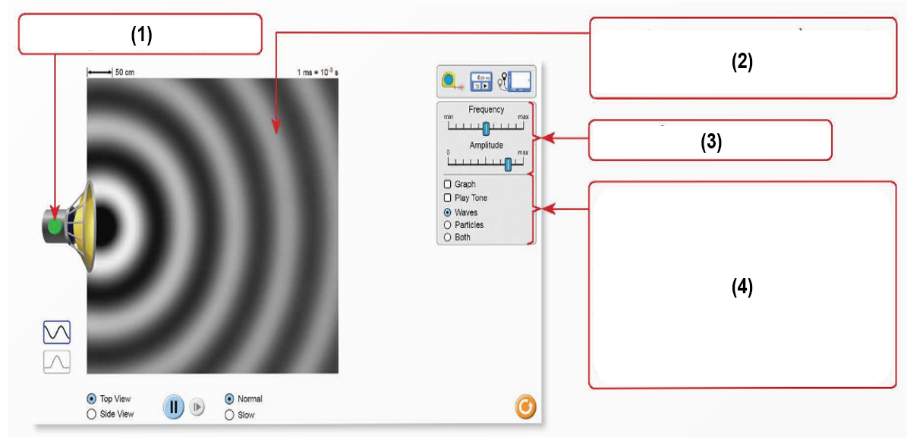 (1)
(2)
50 cm
1 ms = 10⁻³ s
Frequency
min
max
(3)
Amplitude
0
max
Graph
Play Tone
Waves
Particles
Both
(4)
Top View
Side View
Normal
Slow